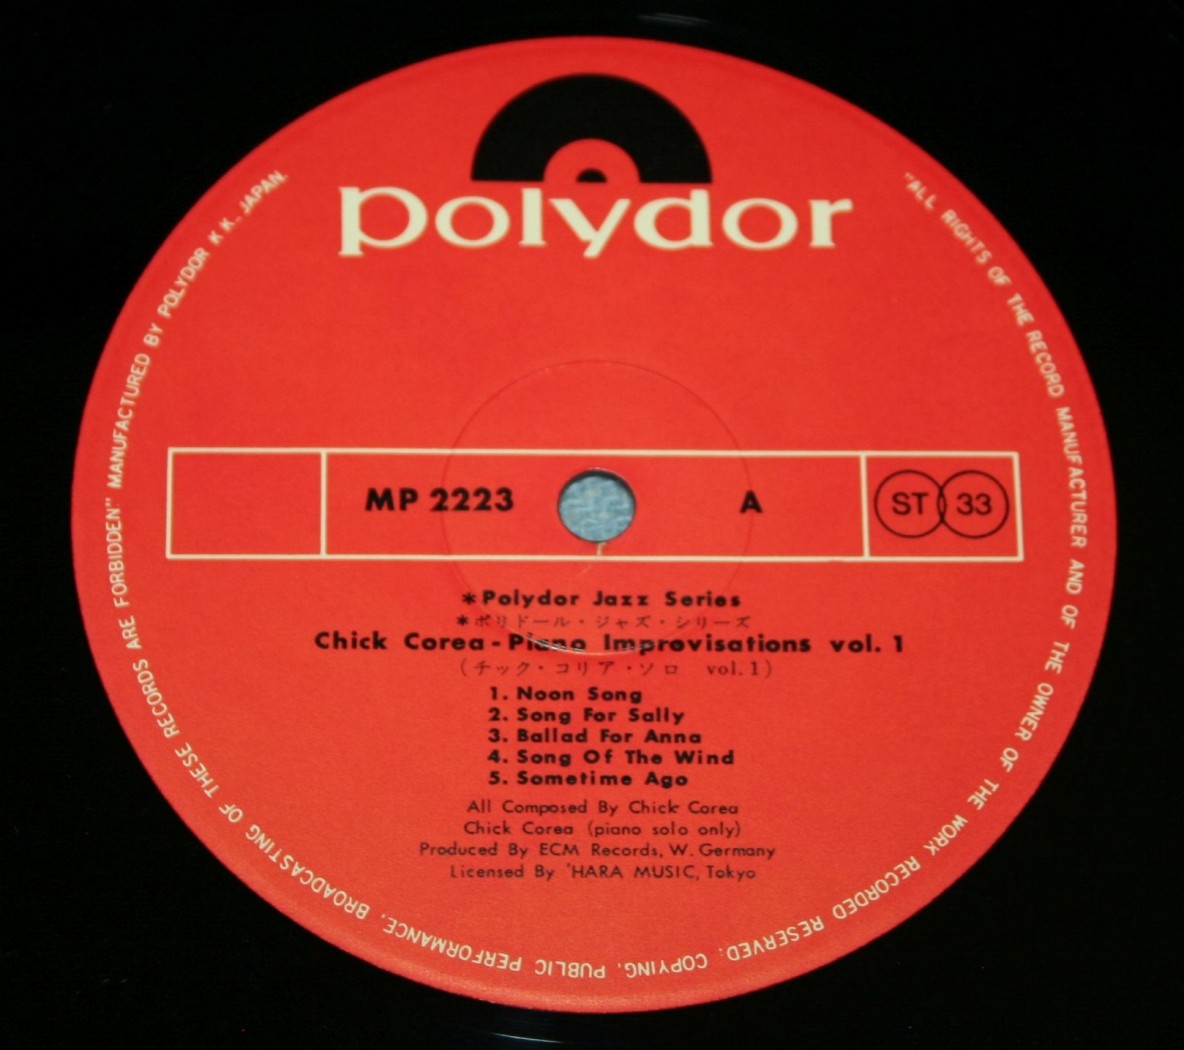 polydor
MP 2223
A
ST 33
*Polydor Jazz Series
*ポリドール・ジャズ・シリーズ
Chick Corea - Piano Improvisations vol. 1
(チック・コリア・ソロ vol.1)
1. Noon Song
2. Song For Sally
3. Ballad For Anna
4. Song Of The Wind
5. Sometime Ago
All Composed By Chick Corea
Chick Corea (piano solo only)
Produced By ECM Records, W. Germany
Licensed By 'HARA MUSIC, Tokyo
"ALL RIGHTS OF THE RECORD MANUFACTURER AND OF THE OWNER OF THE WORK RECORDED RESERVED. COPYING, PUBLIC PERFORMANCE, BROADCASTING OF THESE RECORDS ARE FORBIDDEN" MANUFACTURED BY POLYDOR K K., JAPAN.